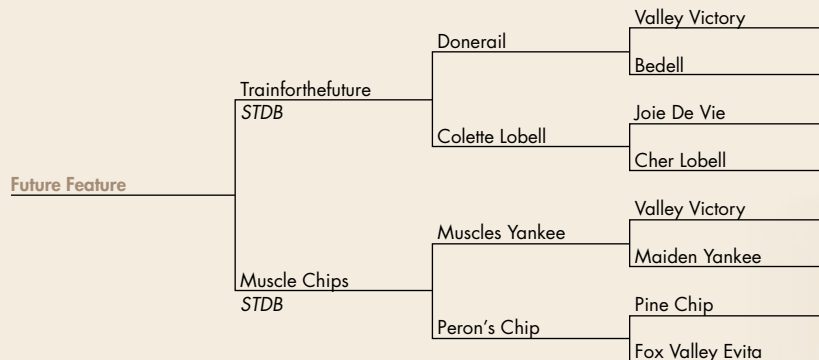 Valley Victory
Donerail
Bedell
Trainforthefuture
STDB
Joie De Vie
Colette Lobell
Cher Lobell
Future Feature
Valley Victory
Muscles Yankee
Maiden Yankee
Muscle Chips
STDB
Pine Chip
Peron's Chip
Fox Valley Evita